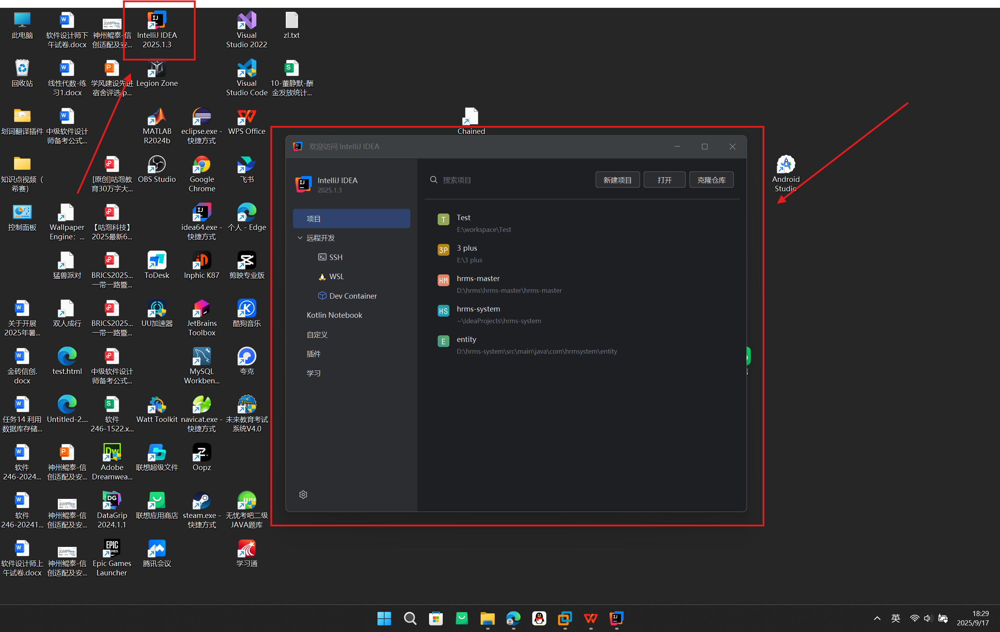 此电脑
软件设计师下
午试卷.docx
神州鲲泰-信
创适配及安...
IntelliJ IDEA
2025.1.3
Visual
Studio 2022
zl.txt
回收站
线性代数-练
习1.docx
学风建设先进
宿舍评选.p...
Legion Zone
Visual
Studio Code
10-董静默-酬
金发放统计...
划词翻译插件
中级软件设计
师备考公式...
MATLAB
R2024b
eclipse.exe -
快捷方式
WPS Office
Chained
知识点视频（
希赛）
[原创]咕泡教
育30万字大...
OBS Studio
Google
Chrome
飞书
Android
Studio
控制面板
Wallpaper
Engine：...
【咕泡科技】
2025最新6...
idea64.exe -
快捷方式
个人 - Edge
猛兽派对
BRICS2025...
一带一路暨...
ToDesk
Inphic K87
剪映专业版
关于开展
2025年暑...
双人成行
BRICS2025...
一带一路暨...
UU加速器
JetBrains
Toolbox
酷狗音乐
金砖信创.
docx
test.html
中级软件设计
师备考公式...
MySQL
Workben...
夸克
任务14 利用
数据库存储...
Untitled-2....
软件
246-1522.x...
Watt Toolkit
navicat.exe -
快捷方式
未来教育考试
系统V4.0
软件
246-2024...
神州鲲泰-信
创适配及安...
Adobe
Dreamwea...
联想超级文件
Oopz
软件
246-20241...
神州鲲泰-信
创适配及安...
DataGrip
2024.1.1
联想应用商店
steam.exe -
快捷方式
无忧考吧二级
JAVA题库
软件设计师上
午试卷.docx
神州鲲泰-信
创适配及安...
Epic Games
Launcher
腾讯会议
学习通
欢迎访问 IntelliJ IDEA
IntelliJ IDEA
2025.1.3
项目
远程开发
SSH
WSL
Dev Container
Kotlin Notebook
自定义
插件
学习
搜索项目
新建项目
打开
克隆仓库
T
Test
E:\workspace\Test
3P
3 plus
E:\3 plus
HM
hrms-master
D:\hrms\hrms-master\hrms-master
HS
hrms-system
~\IdeaProjects\hrms-system
E
entity
D:\hrms-system\src\main\java\com\hrmsystem\entity
英
18:29
2025/9/17